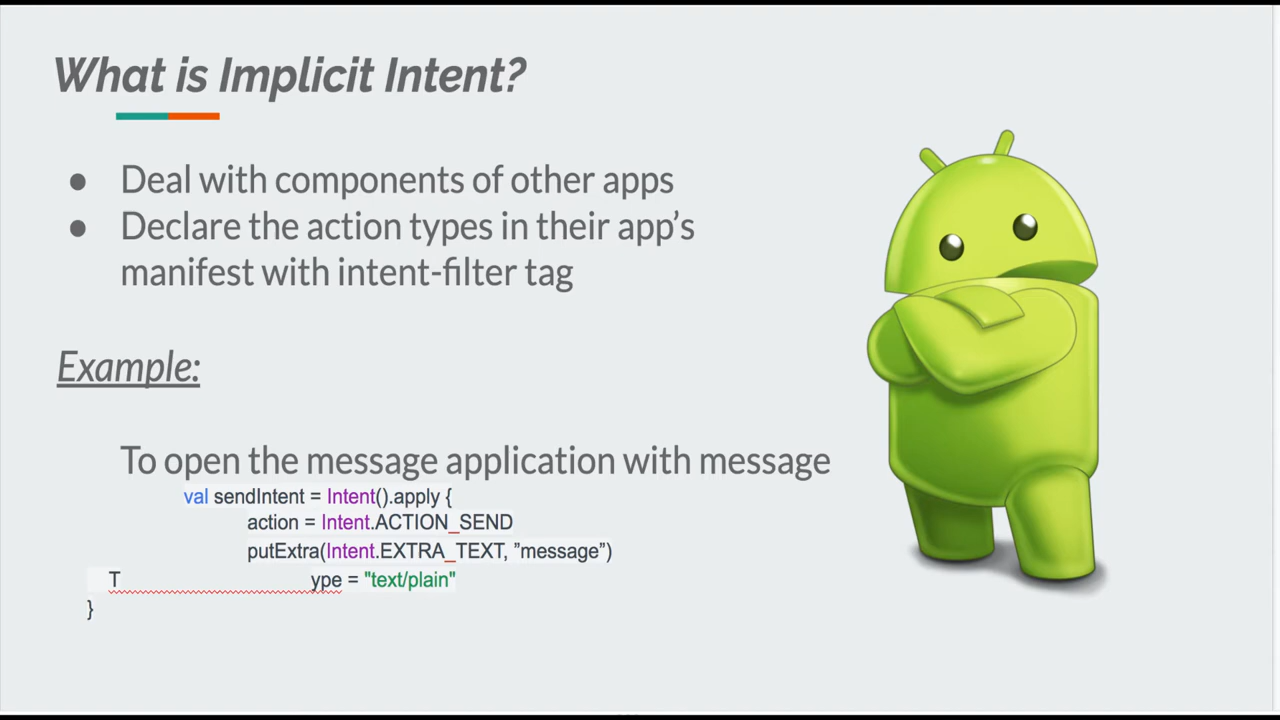 What is Implicit Intent?
● Deal with components of other apps
● Declare the action types in their app's
manifest with intent-filter tag
Example:
To open the message application with message
val sendIntent = Intent().apply {
action = Intent.ACTION_SEND
putExtra(Intent.EXTRA_TEXT, ”message”)
T ype = "text/plain"
}